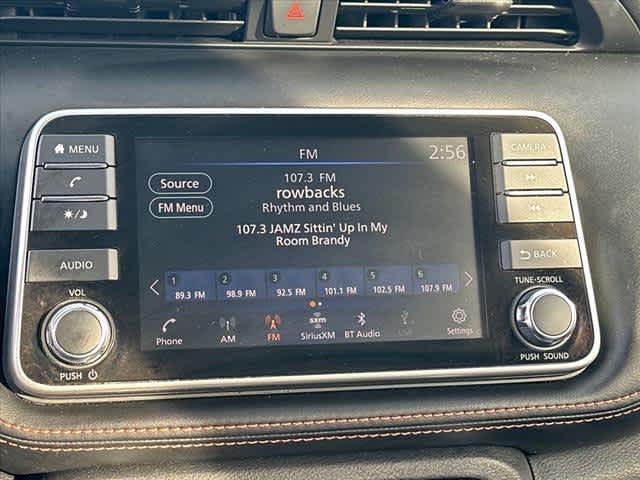 FM
2:56
MENU
CAMERA
107.3 FM
Source
rowbacks
FM Menu
Rhythm and Blues
107.3 JAMZ Sittin' Up In My
Room Brandy
AUDIO
BACK
1 2 3 4 5 6
89.3 FM 98.9 FM 92.5 FM 101.1 FM 102.5 FM 107.9 FM
VOL
TUNE·SCROLL
sxm
Phone AM FM SiriusXM BT Audio USB Settings
PUSH
PUSH SOUND